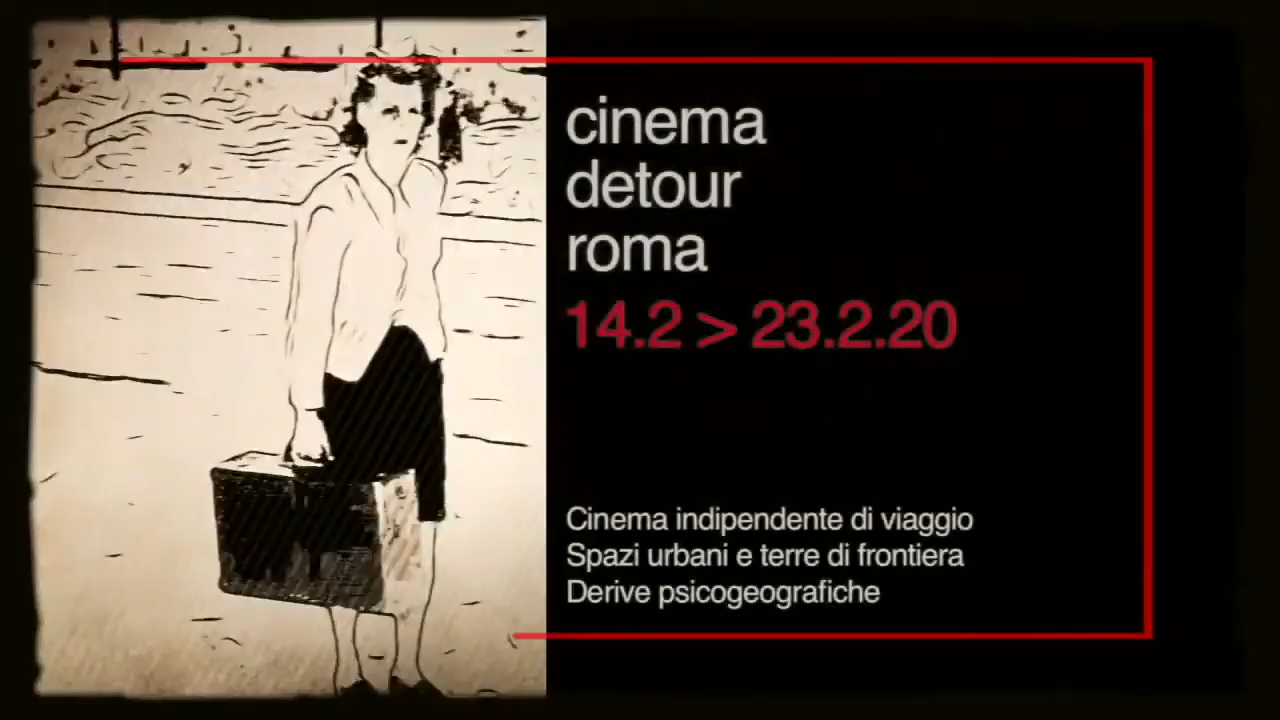 cinema
detour
roma
14.2 > 23.2.20
Cinema indipendente di viaggio
Spazi urbani e terre di frontiera
Derive psicogeografiche